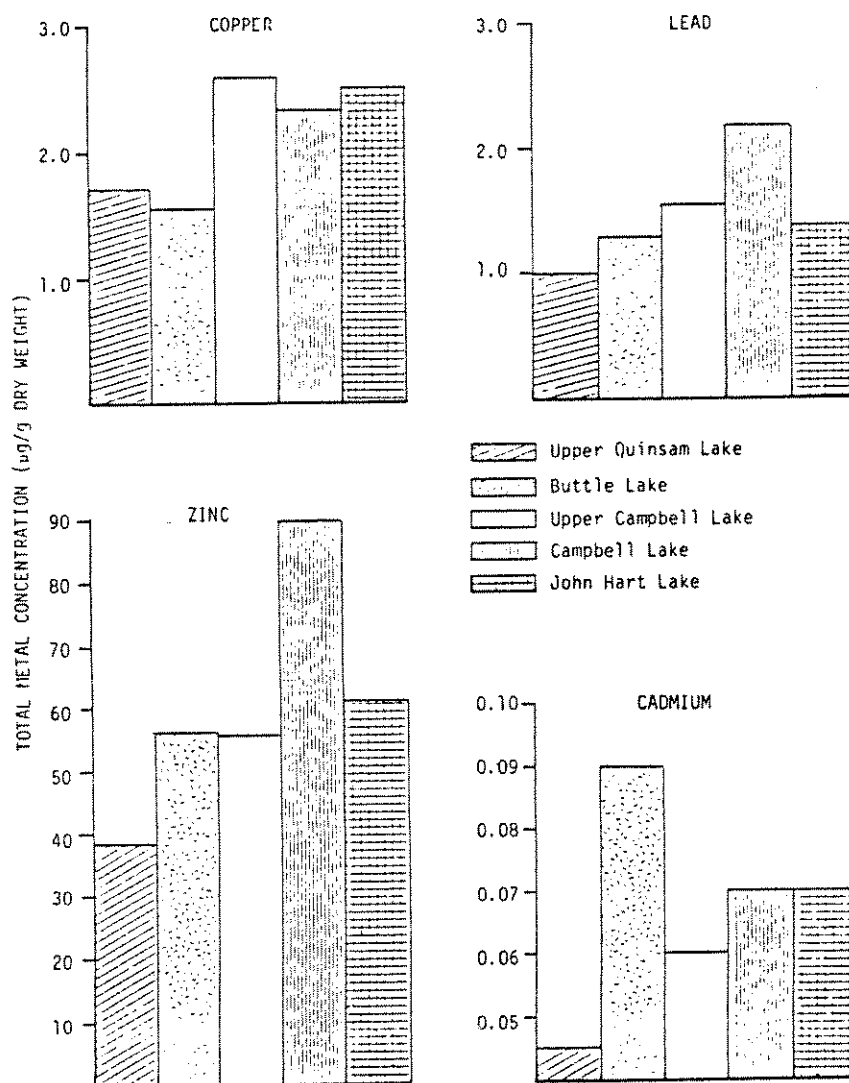 COPPER
3.0
2.0
1.0
LEAD
3.0
2.0
1.0
TOTAL METAL CONCENTRATION (µg/g DRY WEIGHT)
Upper Quinsam Lake
Buttle Lake
Upper Campbell Lake
Campbell Lake
John Hart Lake
ZINC
90
80
70
60
50
40
30
20
10
CADMIUM
0.10
0.09
0.08
0.07
0.06
0.05